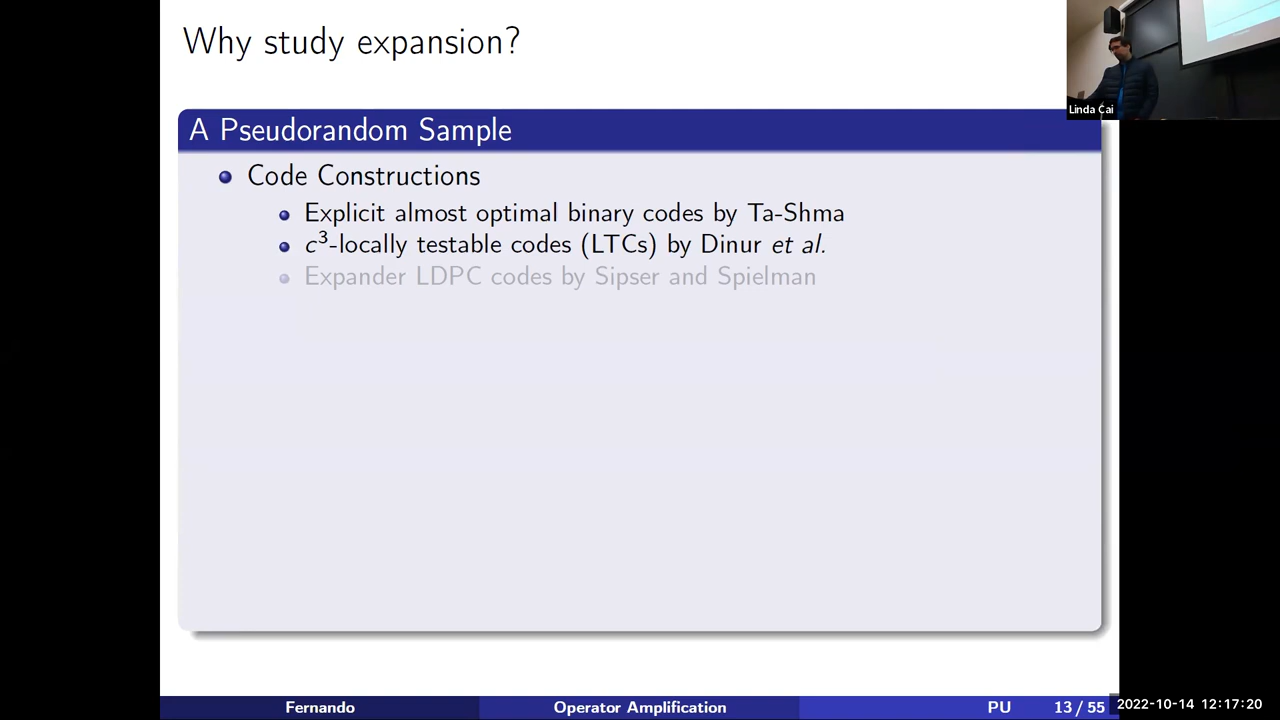 Why study expansion?
Linda Cai
A Pseudorandom Sample
Code Constructions
Explicit almost optimal binary codes by Ta-Shma
c³-locally testable codes (LTCs) by Dinur et al.
Expander LDPC codes by Sipser and Spielman
Fernando
Operator Amplification
PU 13 / 55
2022-10-14 12:17:20